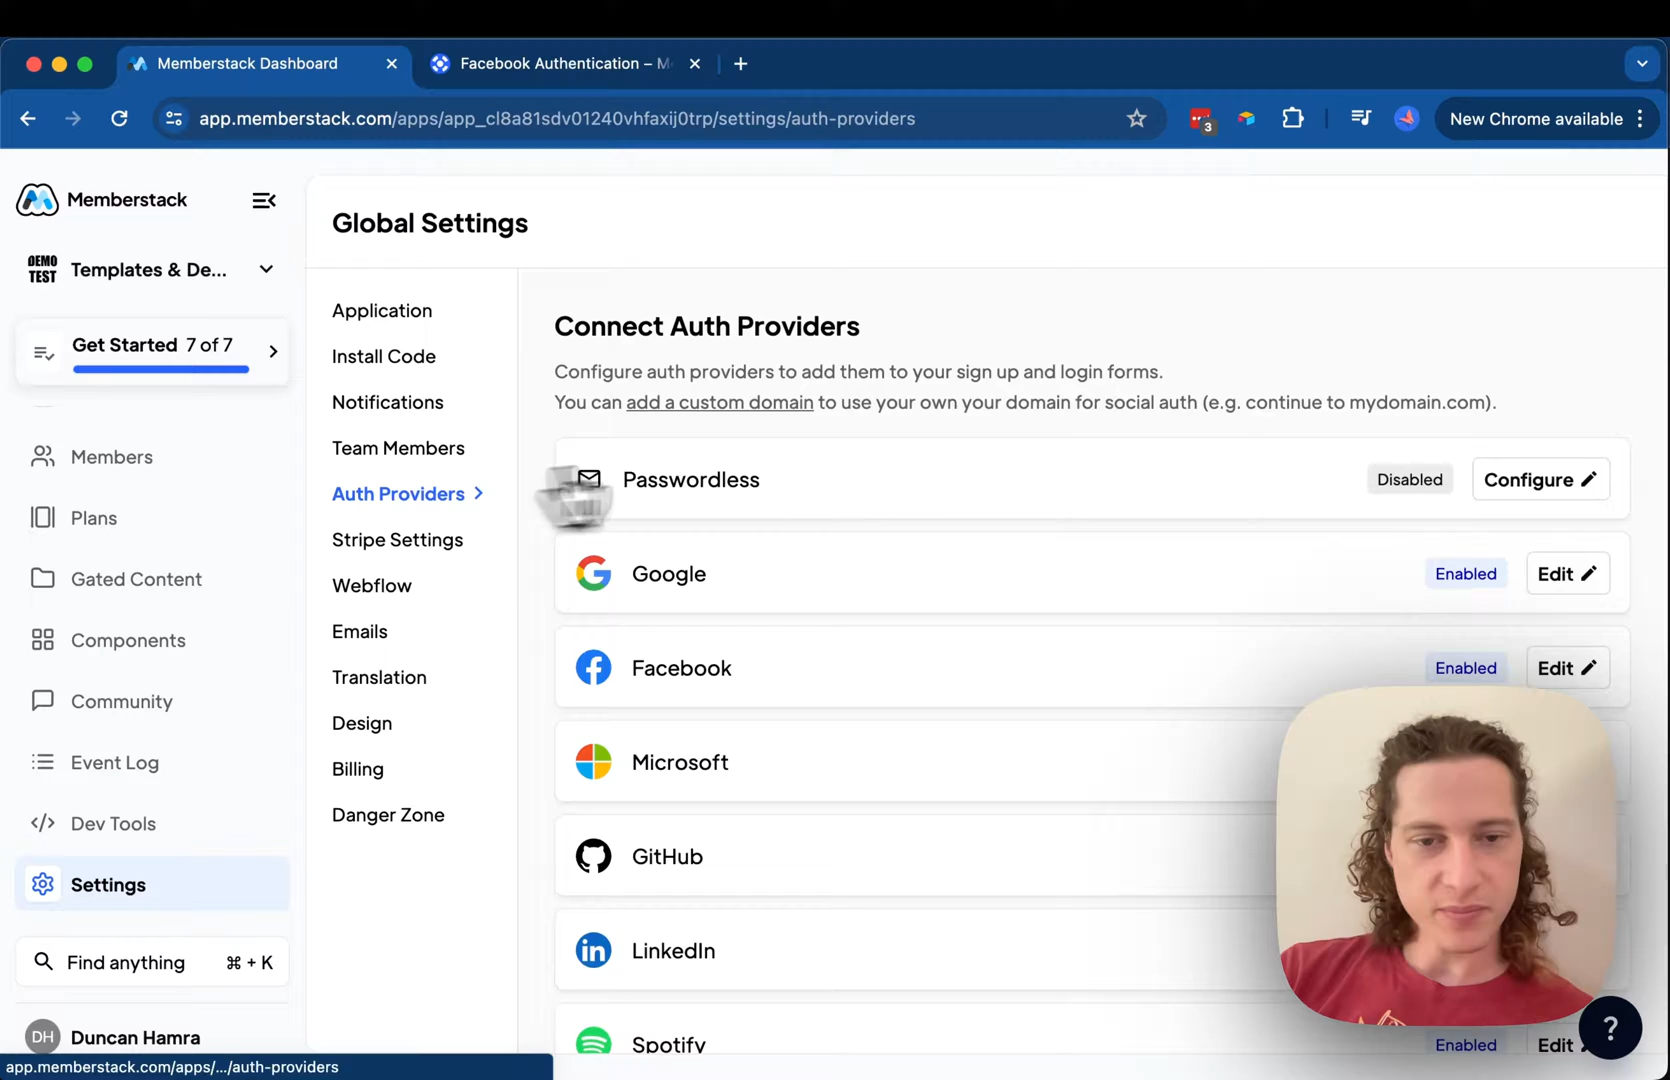 Memberstack Dashboard
Facebook Authentication – M
app.memberstack.com/apps/app_cl8a81sdv01240vhfaxij0trp/settings/auth-providers
3
New Chrome available
Memberstack
DEMO
TEST
Templates & De...
Get Started 7 of 7
Members
Plans
Gated Content
Components
Community
Event Log
Dev Tools
Settings
Find anything
⌘ + K
DH
Duncan Hamra
app.memberstack.com/apps/.../auth-providers
Global Settings
Application
Install Code
Notifications
Team Members
Auth Providers
Stripe Settings
Webflow
Emails
Translation
Design
Billing
Danger Zone
Connect Auth Providers
Configure auth providers to add them to your sign up and login forms.
You can add a custom domain to use your own your domain for social auth (e.g. continue to mydomain.com).
Passwordless
Disabled
Configure
Google
Enabled
Edit
Facebook
Enabled
Edit
Microsoft
GitHub
in
LinkedIn
Spotify
Enabled
Edit
?